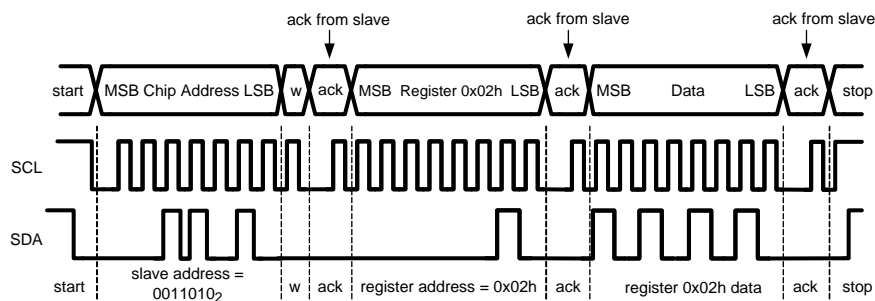 ack from slave ack from slave ack from slave
start MSB Chip Address LSB w ack MSB Register 0x02h LSB ack MSB Data LSB ack stop
SCL
SDA
start slave address = w ack register address = 0x02h ack register 0x02h data ack stop
0011010₂